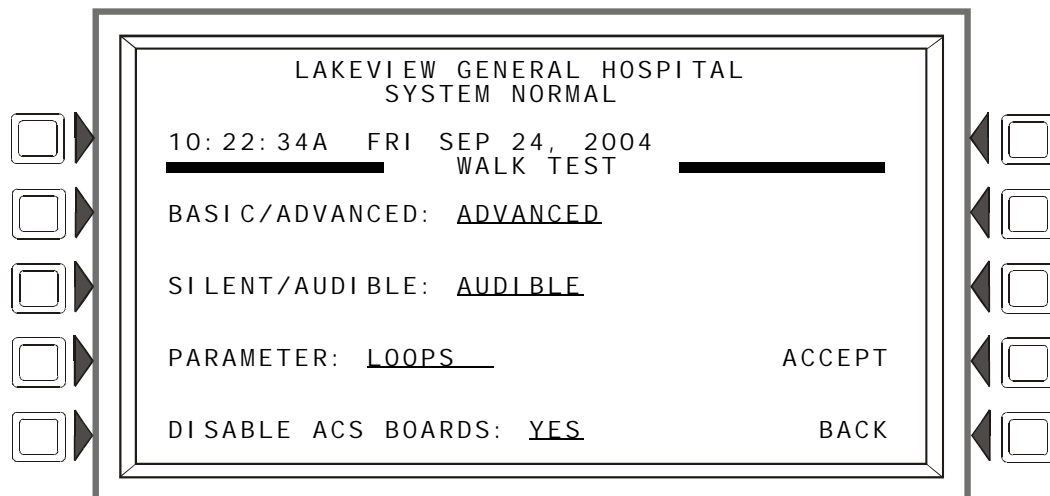 LAKEVIEW GENERAL HOSPITAL
SYSTEM NORMAL
10:22:34A FRI SEP 24, 2004
WALK TEST
BASIC/ADVANCED: ADVANCED
SILENT/AUDIBLE: AUDIBLE
PARAMETER: LOOPS ACCEPT
DISABLE ACS BOARDS: YES BACK